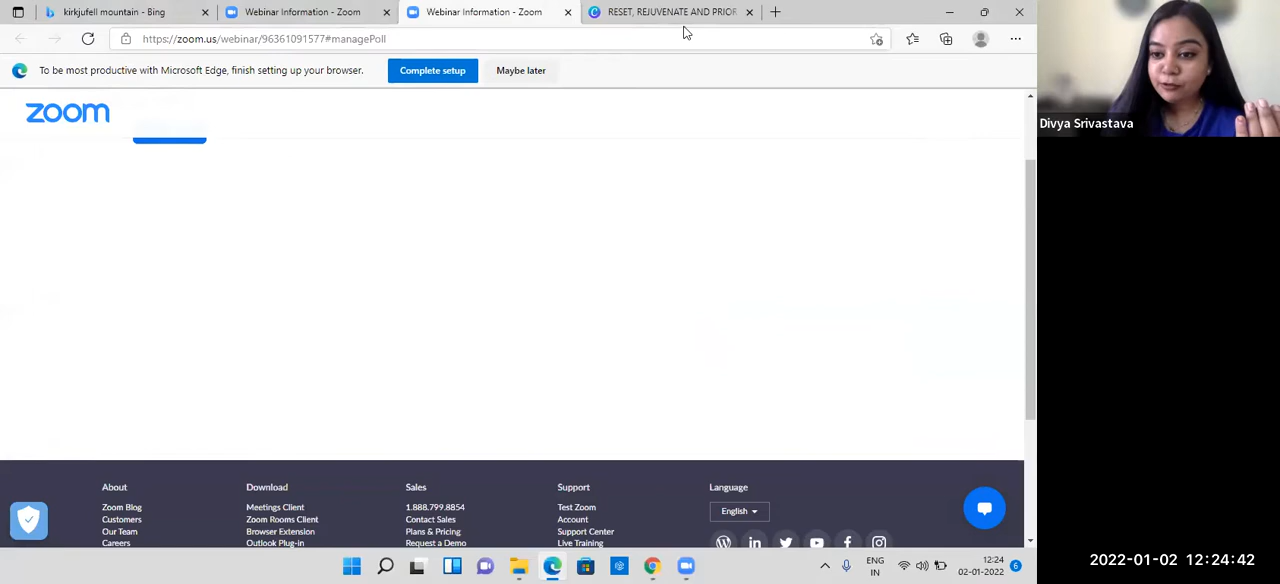 kirkjufell mountain - Bing
Webinar Information - Zoom
Webinar Information - Zoom
RESET, REJUVENATE AND PRIOR
https://zoom.us/webinar/96361091577#managePoll
To be most productive with Microsoft Edge, finish setting up your browser.
Complete setup
Maybe later
zoom
Divya Srivastava
About
Download
Sales
Support
Language
Zoom Blog
Meetings Client
1.888.799.8854
Test Zoom
English
Customers
Zoom Rooms Client
Contact Sales
Account
Our Team
Browser Extension
Plans & Pricing
Support Center
Careers
Outlook Plug-in
Request a Demo
Live Training
ENG
IN
12:24
02-01-2022
6
2022-01-02 12:24:42